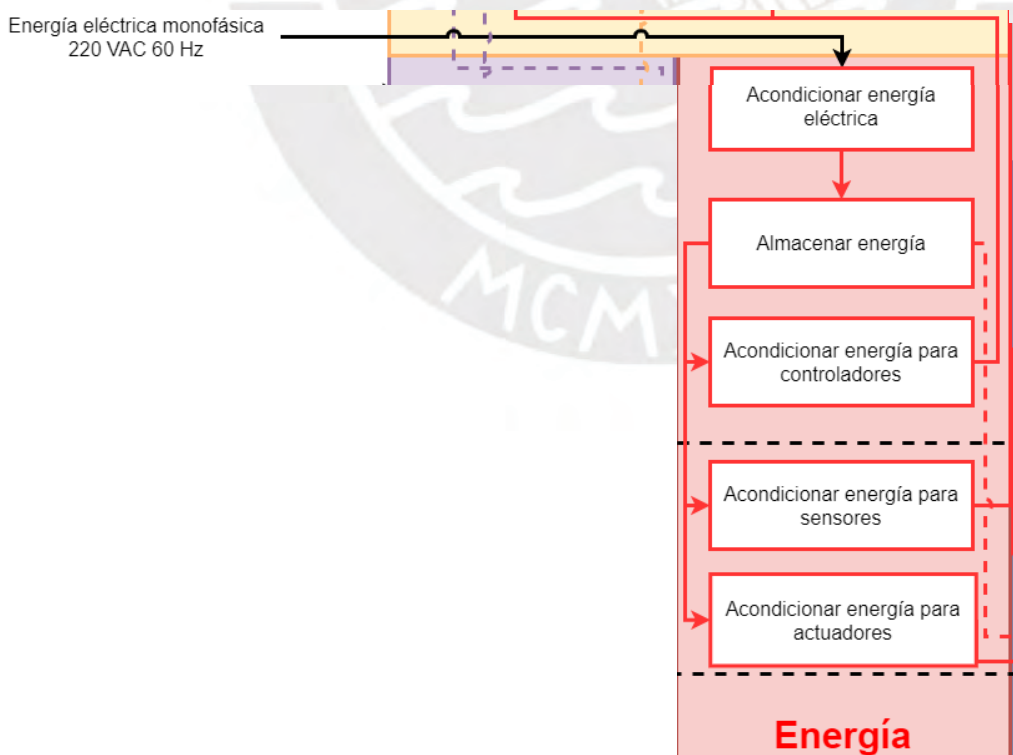 Energía eléctrica monofásica
220 VAC 60 Hz
Acondicionar energía
eléctrica
Almacenar energía
MCM
Acondicionar energía para
controladores
Acondicionar energía para
sensores
Acondicionar energía para
actuadores
Energía